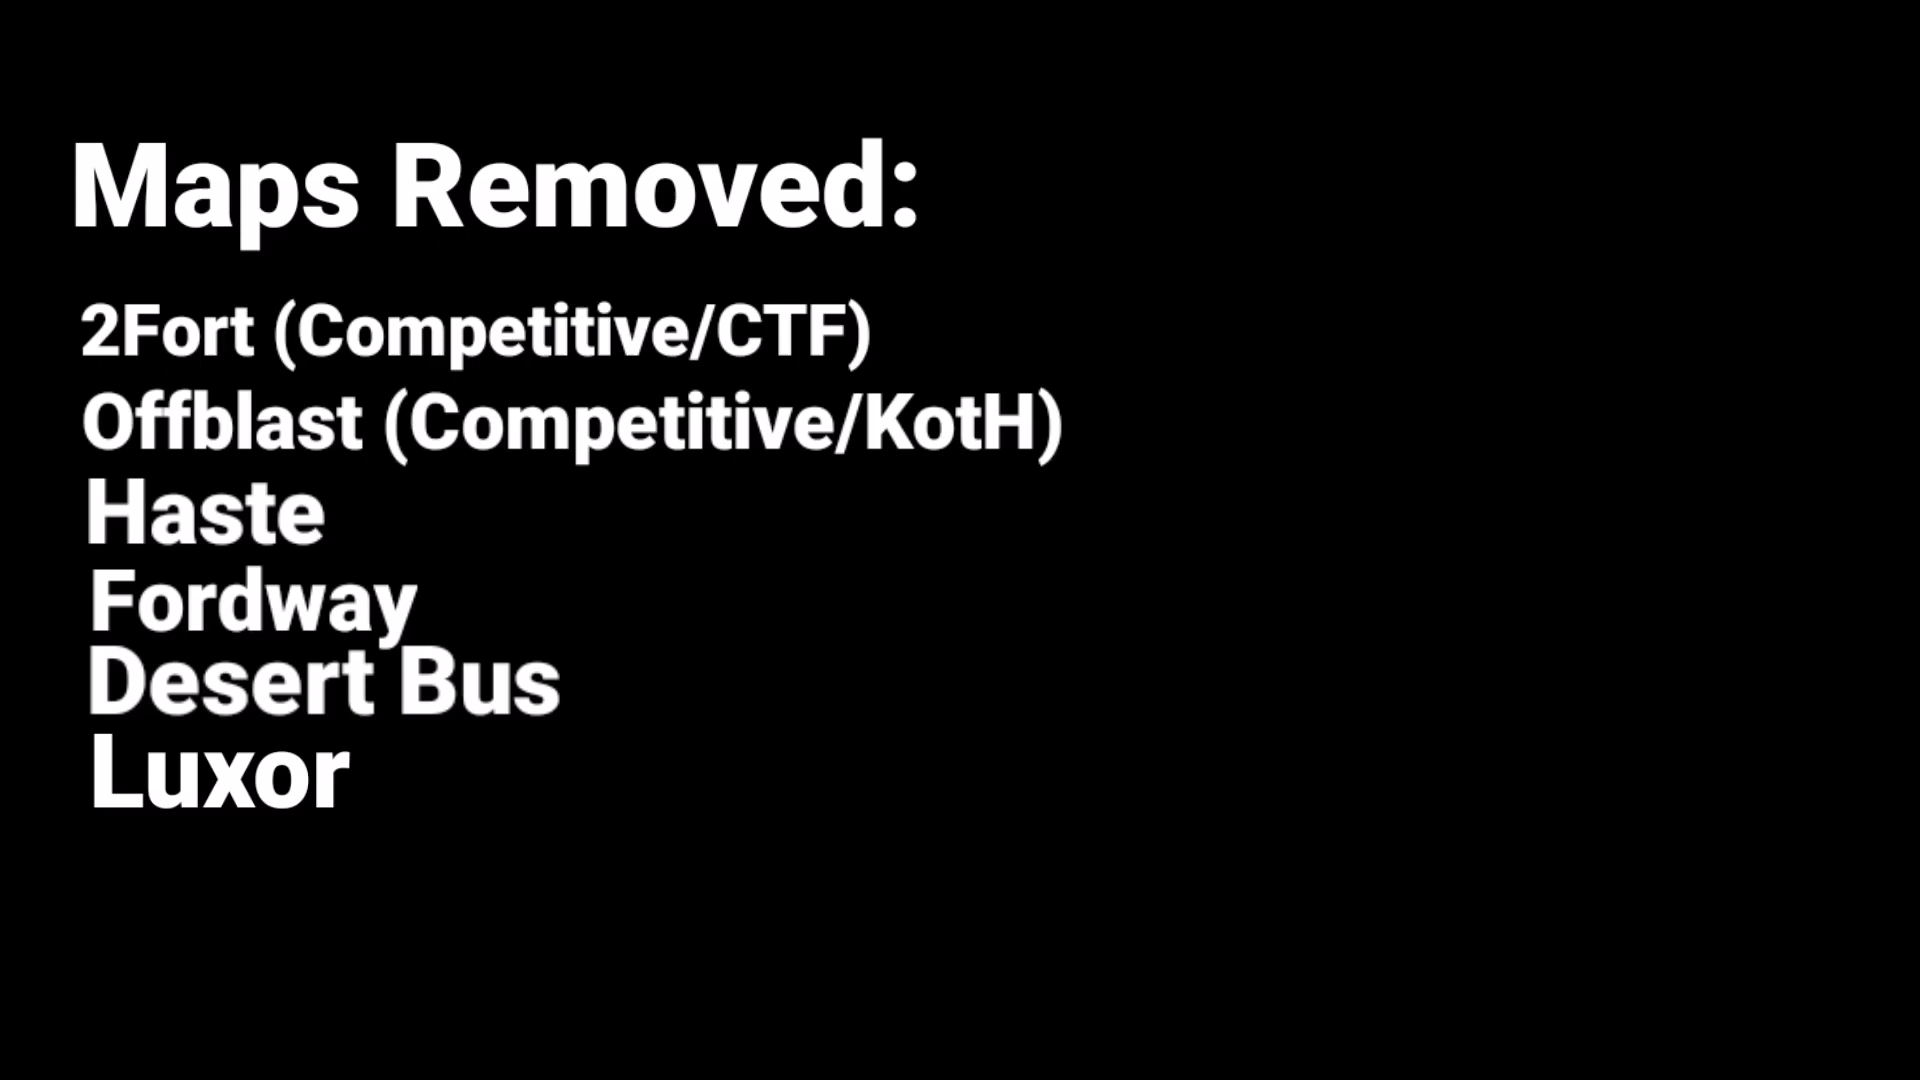 Maps Removed:
2Fort (Competitive/CTF)
Offblast (Competitive/KotH)
Haste
Fordway
Desert Bus
Luxor